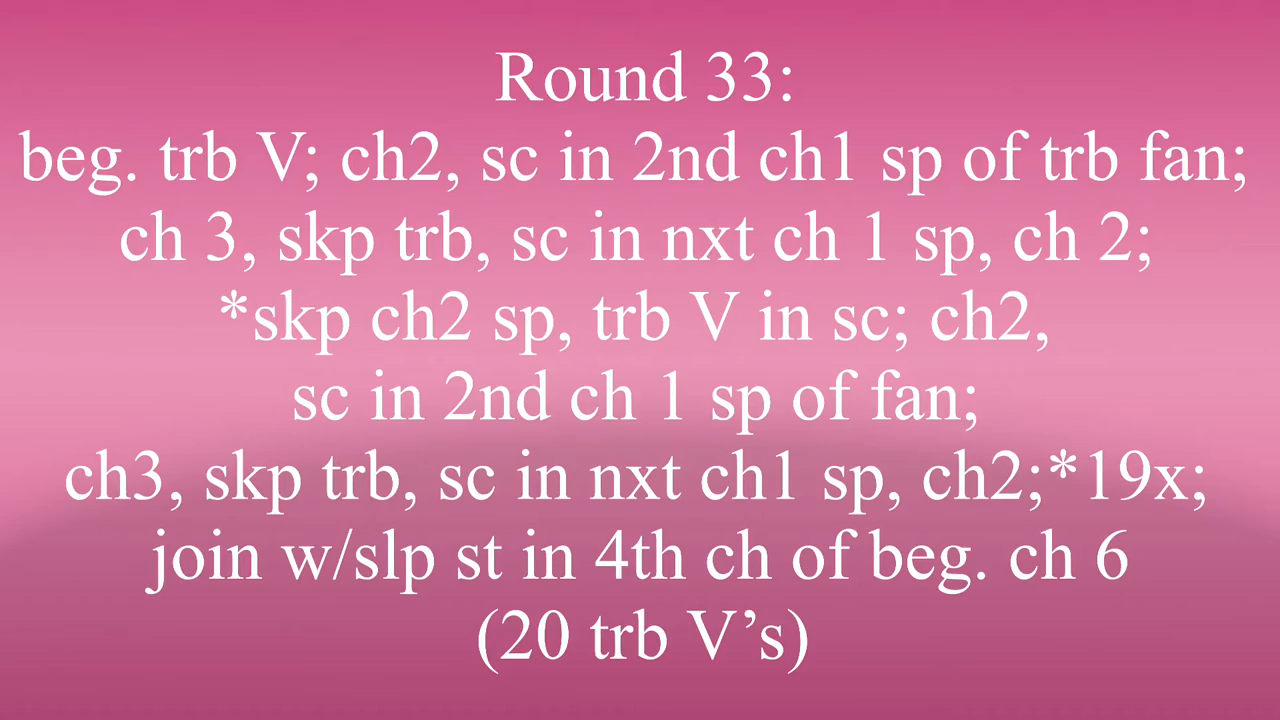 Round 33:
beg. trb V; ch2, sc in 2nd ch1 sp of trb fan;
ch 3, skp trb, sc in nxt ch 1 sp, ch 2;
*skp ch2 sp, trb V in sc; ch2,
sc in 2nd ch 1 sp of fan;
ch3, skp trb, sc in nxt ch1 sp, ch2;*19x;
join w/slp st in 4th ch of beg. ch 6
(20 trb V’s)